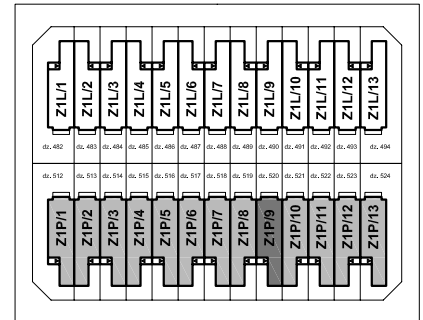 Z1L/1 Z1L/2 Z1L/3 Z1L/4 Z1L/5 Z1L/6 Z1L/7 Z1L/8 Z1L/9 Z1L/10 Z1L/11 Z1L/12 Z1L/13
dz. 482 dz. 483 dz. 484 dz. 485 dz. 486 dz. 487 dz. 488 dz. 489 dz. 490 dz. 491 dz. 492 dz. 493 dz. 494
dz. 512 dz. 513 dz. 514 dz. 515 dz. 516 dz. 517 dz. 518 dz. 519 dz. 520 dz. 521 dz. 522 dz. 523 dz. 524
Z1P/1 Z1P/2 Z1P/3 Z1P/4 Z1P/5 Z1P/6 Z1P/7 Z1P/8 Z1P/9 Z1P/10 Z1P/11 Z1P/12 Z1P/13